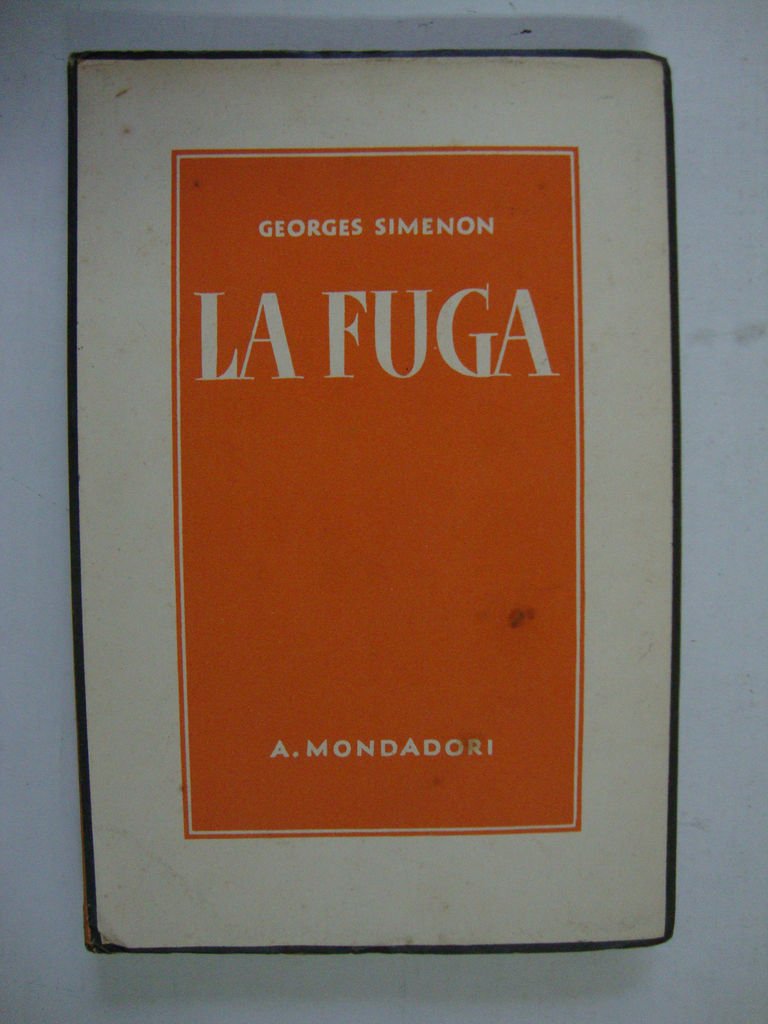 GEORGES SIMENON
LA FUGA
A. MONDADORI